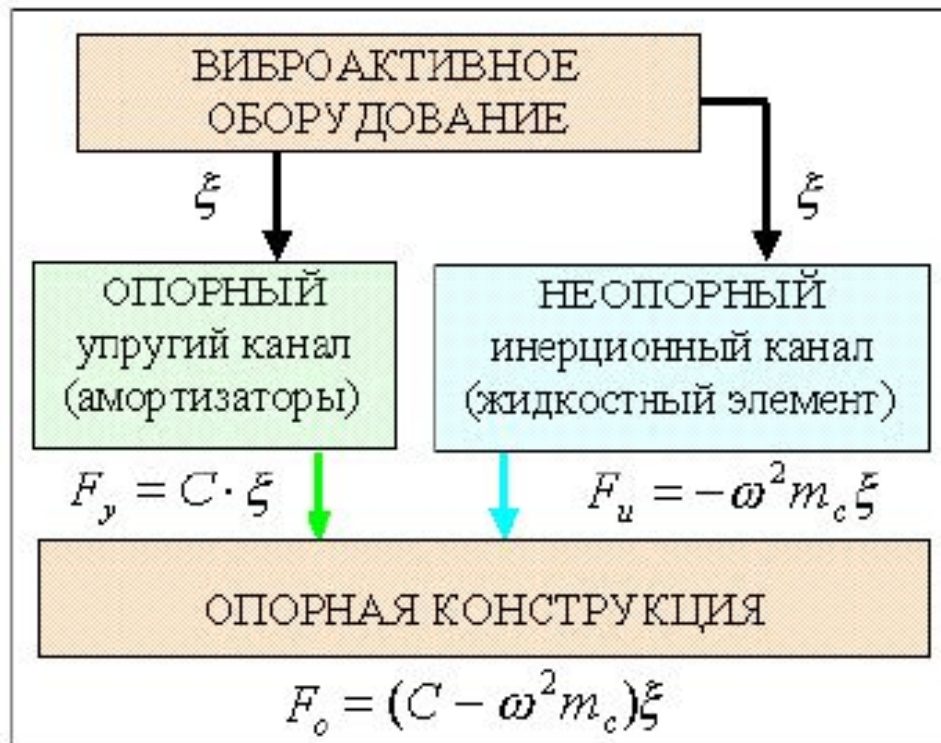 ВИБРОАКТИВНОЕ
ОБОРУДОВАНИЕ
ξ
ξ
ОПОРНЫЙ
упругий канал
(амортизаторы)
НЕОПОРНЫЙ
инерционный канал
(жидкостный элемент)
F_y = C · ξ
F_u = -ω²m_c ξ
ОПОРНАЯ КОНСТРУКЦИЯ
F_o = (C - ω²m_c)ξ